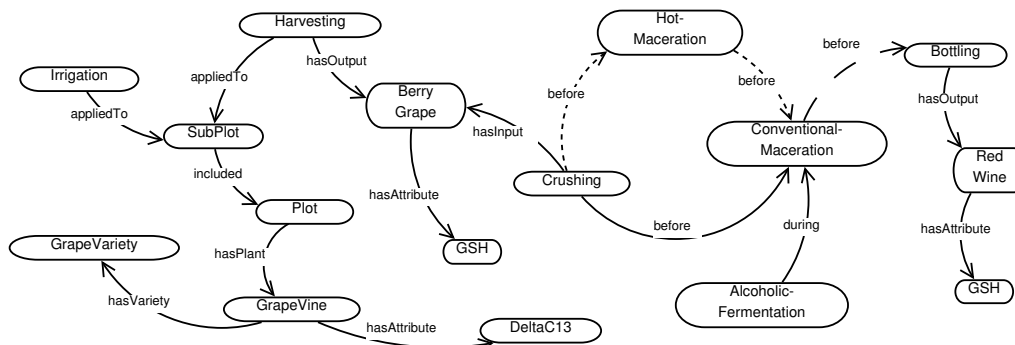 Harvesting
Hot-
Maceration
before
Bottling
hasOutput
Irrigation
appliedTo
before
before
Berry
Grape
hasOutput
appliedTo
SubPlot
hasInput
Conventional-
Maceration
Red
Wine
included
Crushing
hasAttribute
Plot
before
during
hasAttribute
GrapeVariety
hasPlant
GSH
GSH
hasVariety
GrapeVine
Alcoholic-
Fermentation
hasAttribute
DeltaC13